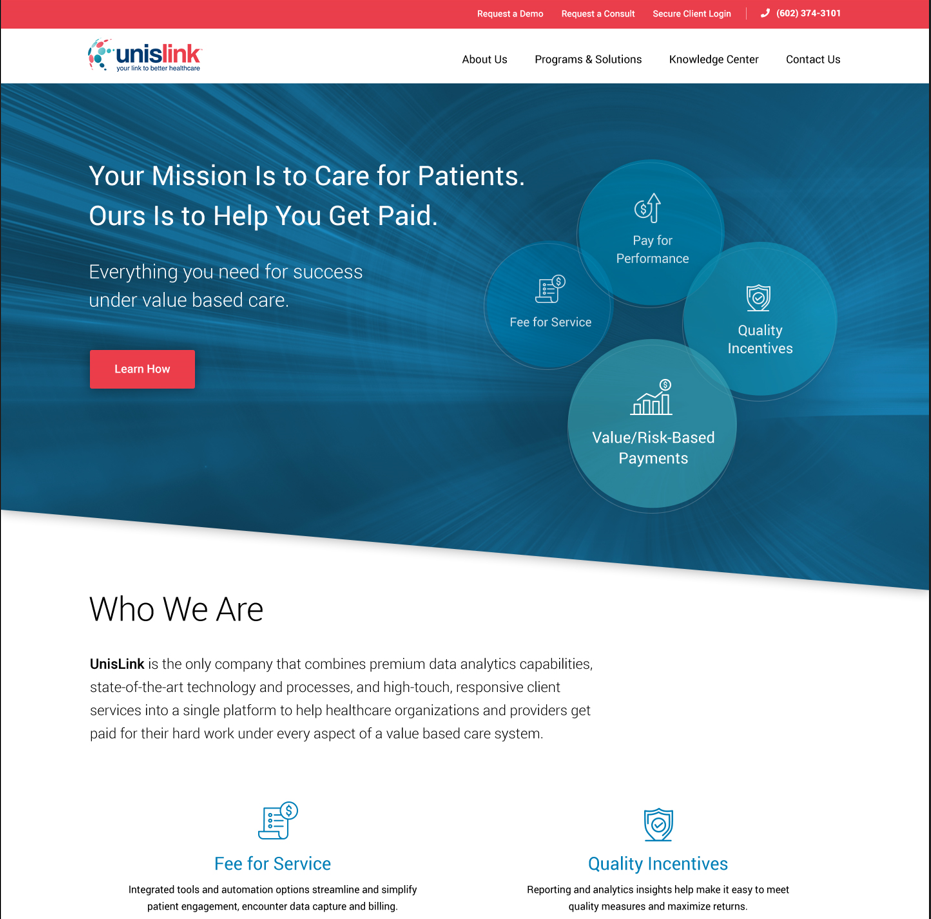 Request a Demo Request a Consult Secure Client Login (602) 374-3101
unislink
your link to better healthcare
About Us Programs & Solutions Knowledge Center Contact Us
Your Mission Is to Care for Patients.
Ours Is to Help You Get Paid.
Everything you need for success
under value based care.
Learn How
Pay for
Performance
Fee for Service
Quality
Incentives
Value/Risk-Based
Payments
Who We Are
UnisLink is the only company that combines premium data analytics capabilities,
state-of-the-art technology and processes, and high-touch, responsive client
services into a single platform to help healthcare organizations and providers get
paid for their hard work under every aspect of a value based care system.
Fee for Service
Integrated tools and automation options streamline and simplify
patient engagement, encounter data capture and billing.
Quality Incentives
Reporting and analytics insights help make it easy to meet
quality measures and maximize returns.